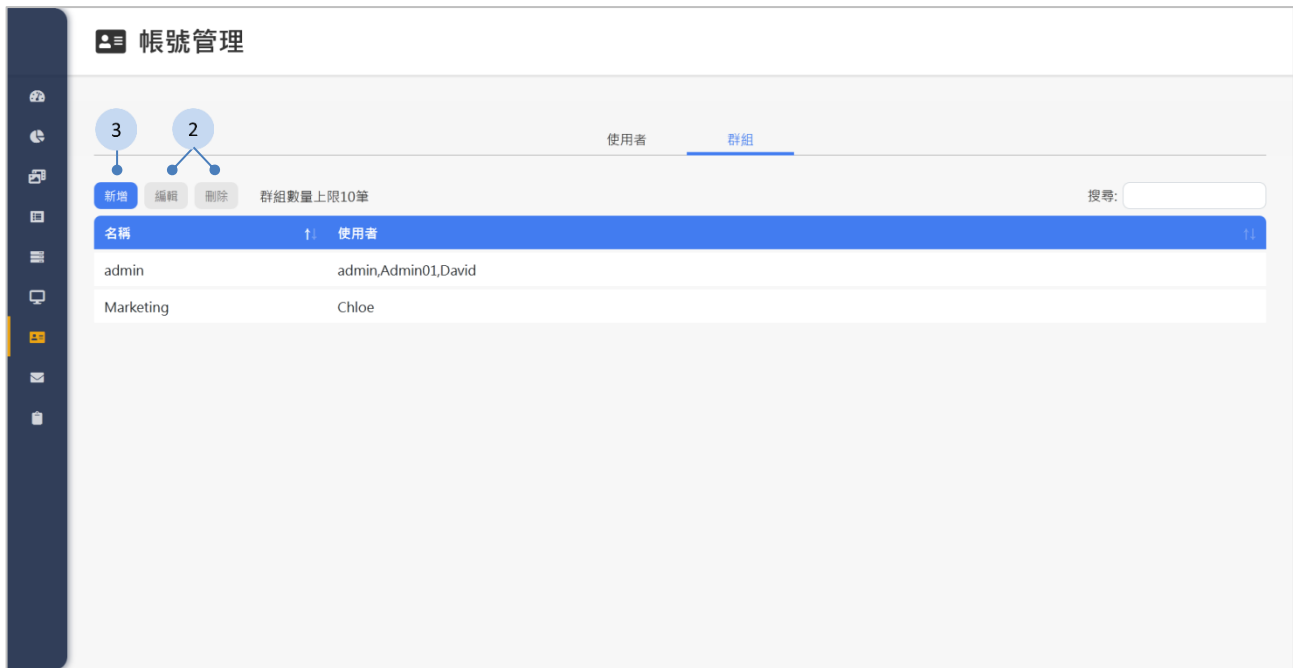 帳號管理
3 2
使用者 群組
新增 編輯 刪除 群組數量上限10筆 搜尋:
名稱 使用者
admin admin,Admin01,David
Marketing Chloe